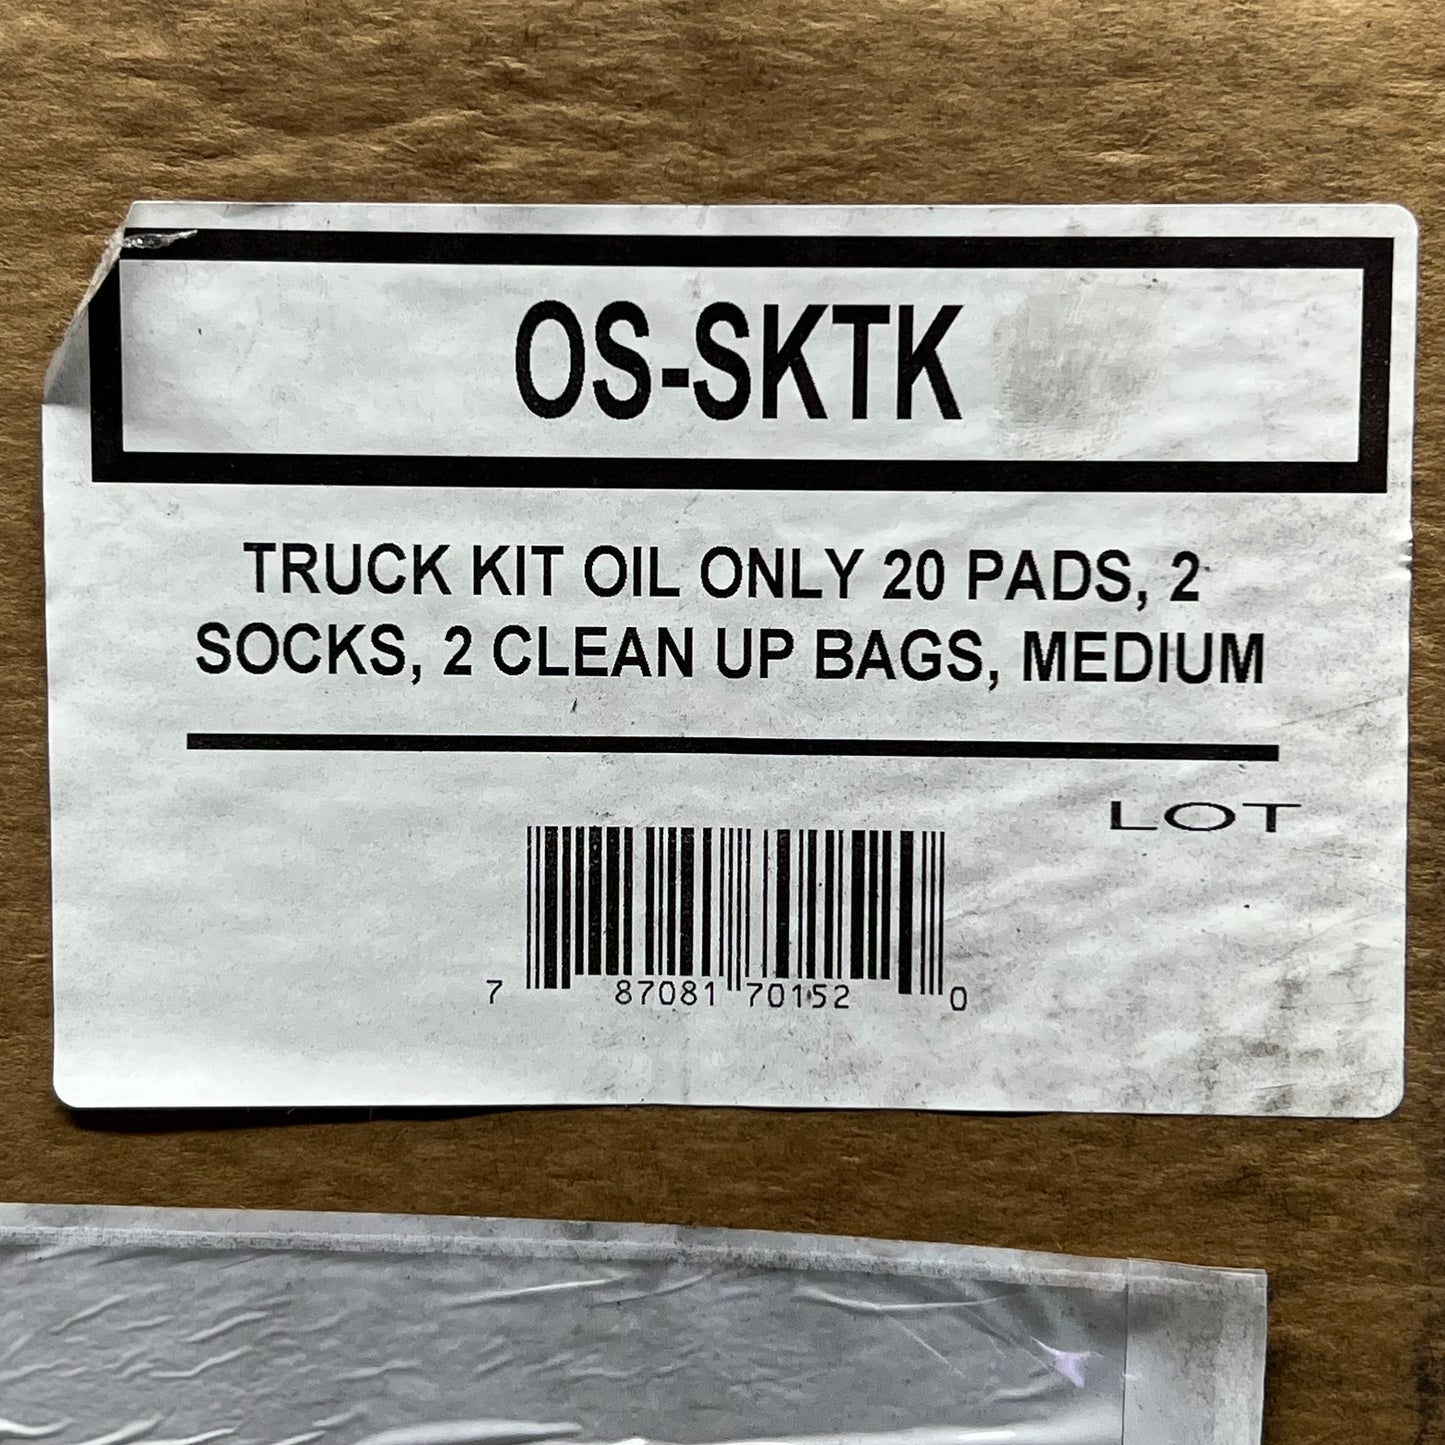 OS-SKTK
TRUCK KIT OIL ONLY 20 PADS, 2
SOCKS, 2 CLEAN UP BAGS, MEDIUM
LOT
7 87081 70152 0